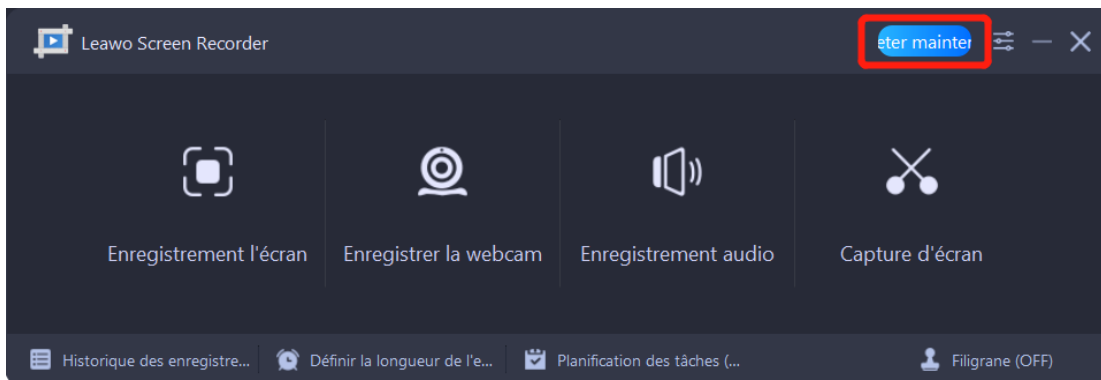 Leawo Screen Recorder
eter mainter
Enregistrement l'écran
Enregistrer la webcam
Enregistrement audio
Capture d'écran
Historique des enregistre...
Définir la longueur de l'e...
Planification des tâches (...
Filigrane (OFF)